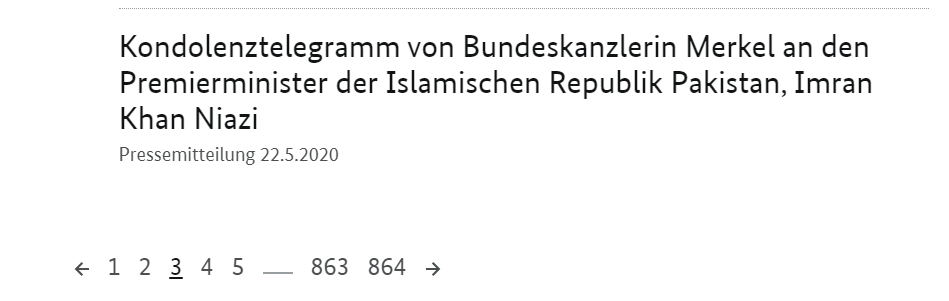 Kondolenztelegramm von Bundeskanzlerin Merkel an den
Premierminister der Islamischen Republik Pakistan, Imran
Khan Niazi
Pressemitteilung 22.5.2020
← 1 2 3 4 5 ___ 863 864 →